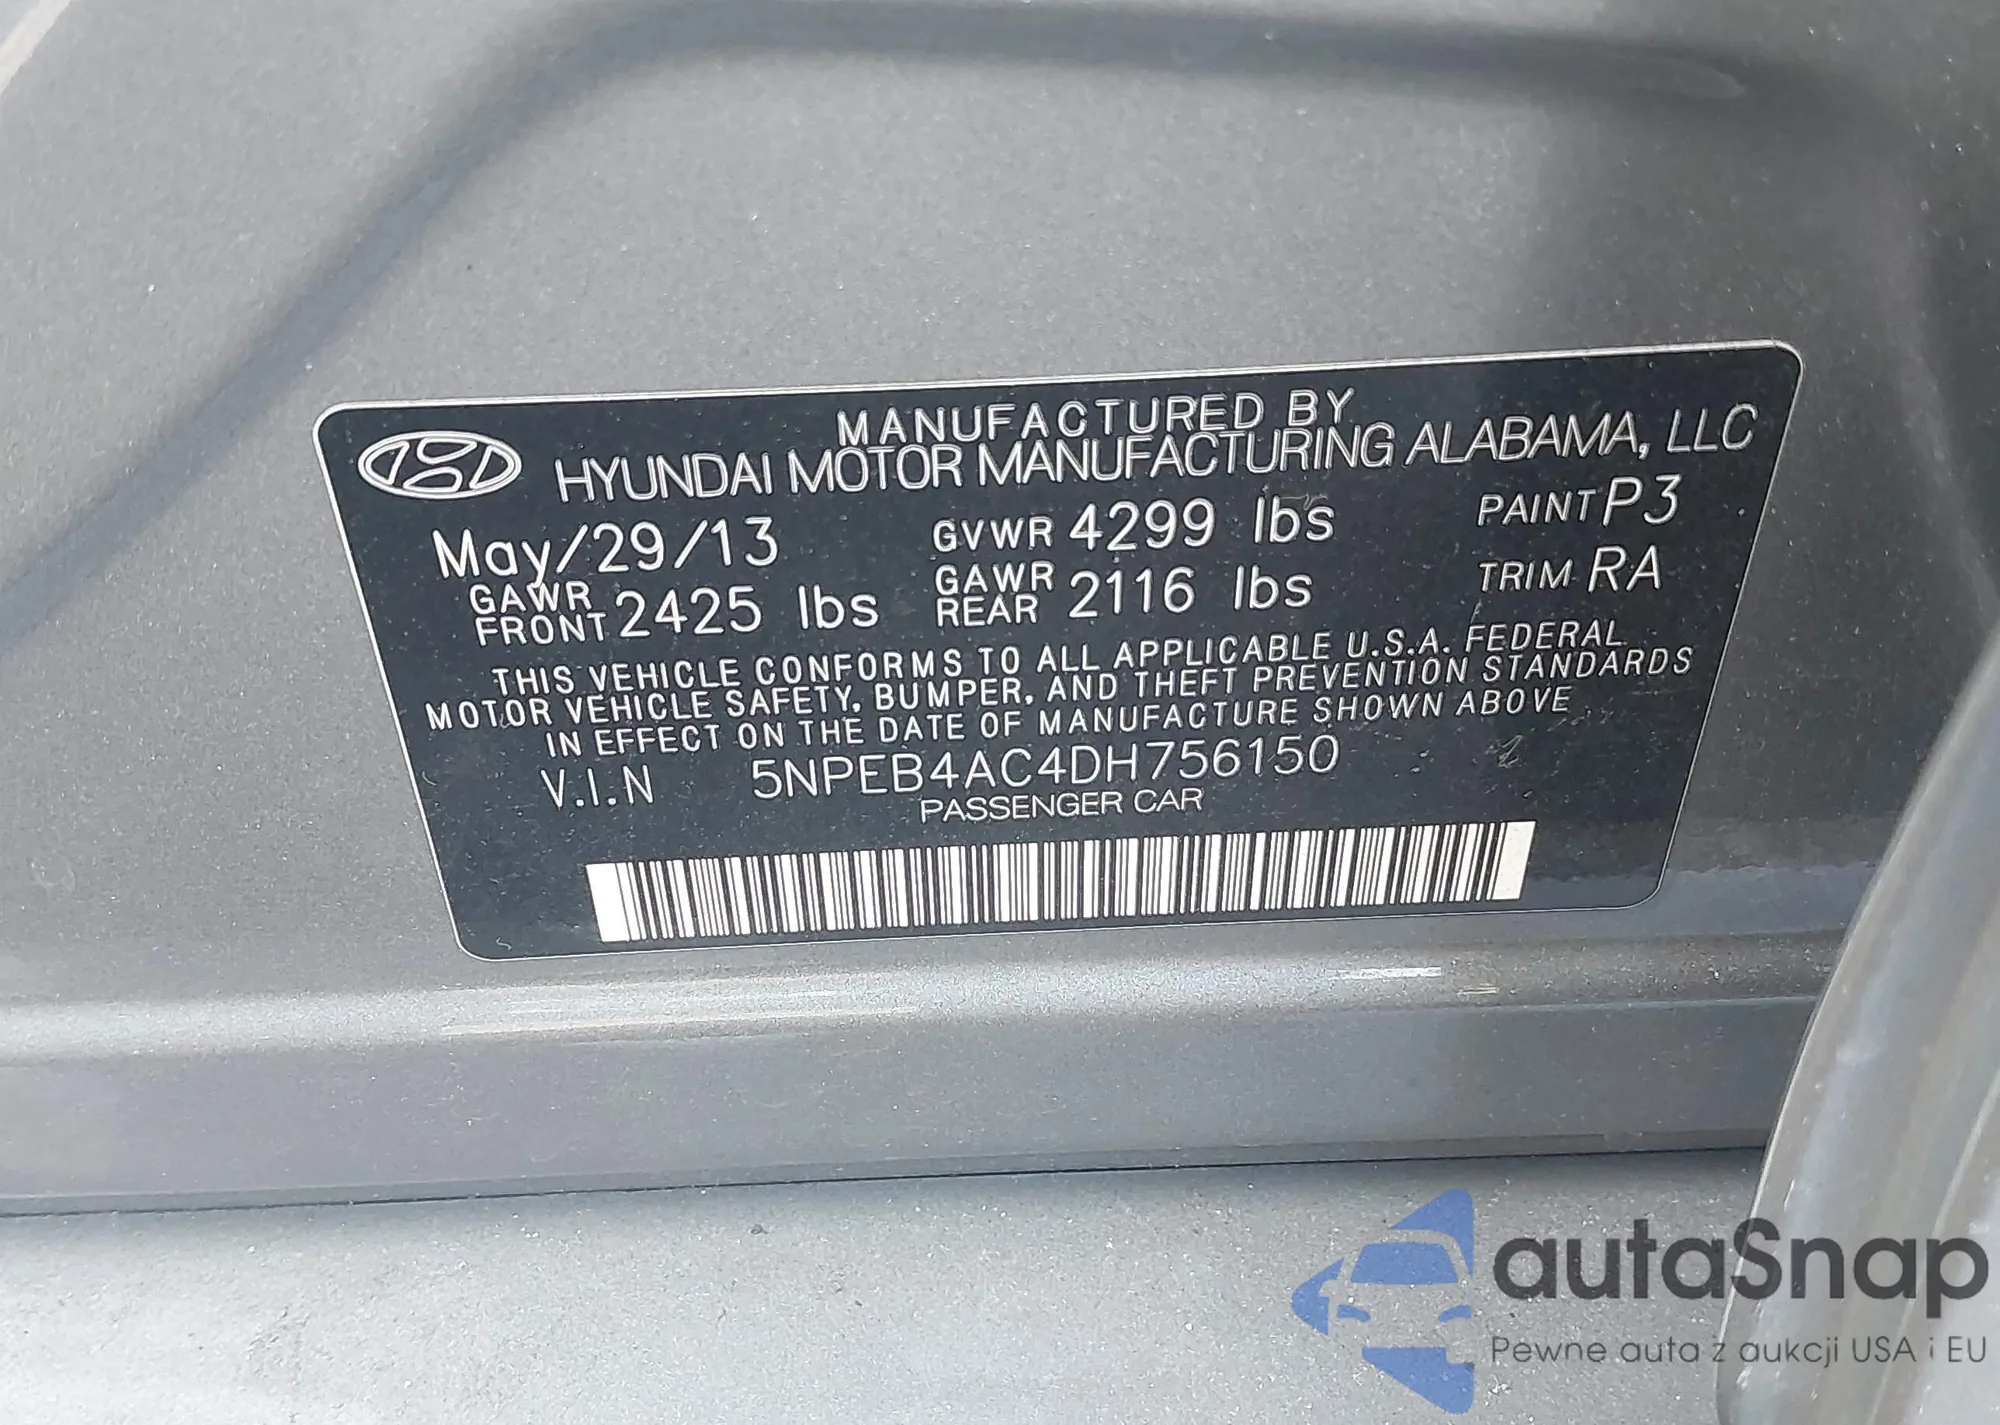 MANUFACTURED BY
HYUNDAI MOTOR MANUFACTURING ALABAMA, LLC
May/29/13 GVWR 4299 lbs PAINT P3
GAWR FRONT 2425 lbs GAWR REAR 2116 lbs TRIM RA
THIS VEHICLE CONFORMS TO ALL APPLICABLE U.S.A. FEDERAL
MOTOR VEHICLE SAFETY, BUMPER, AND THEFT PREVENTION STANDARDS
IN EFFECT ON THE DATE OF MANUFACTURE SHOWN ABOVE
V.I.N 5NPEB4AC4DH756150
PASSENGER CAR
autaSnap
Pewne auta z aukcji USA i EU